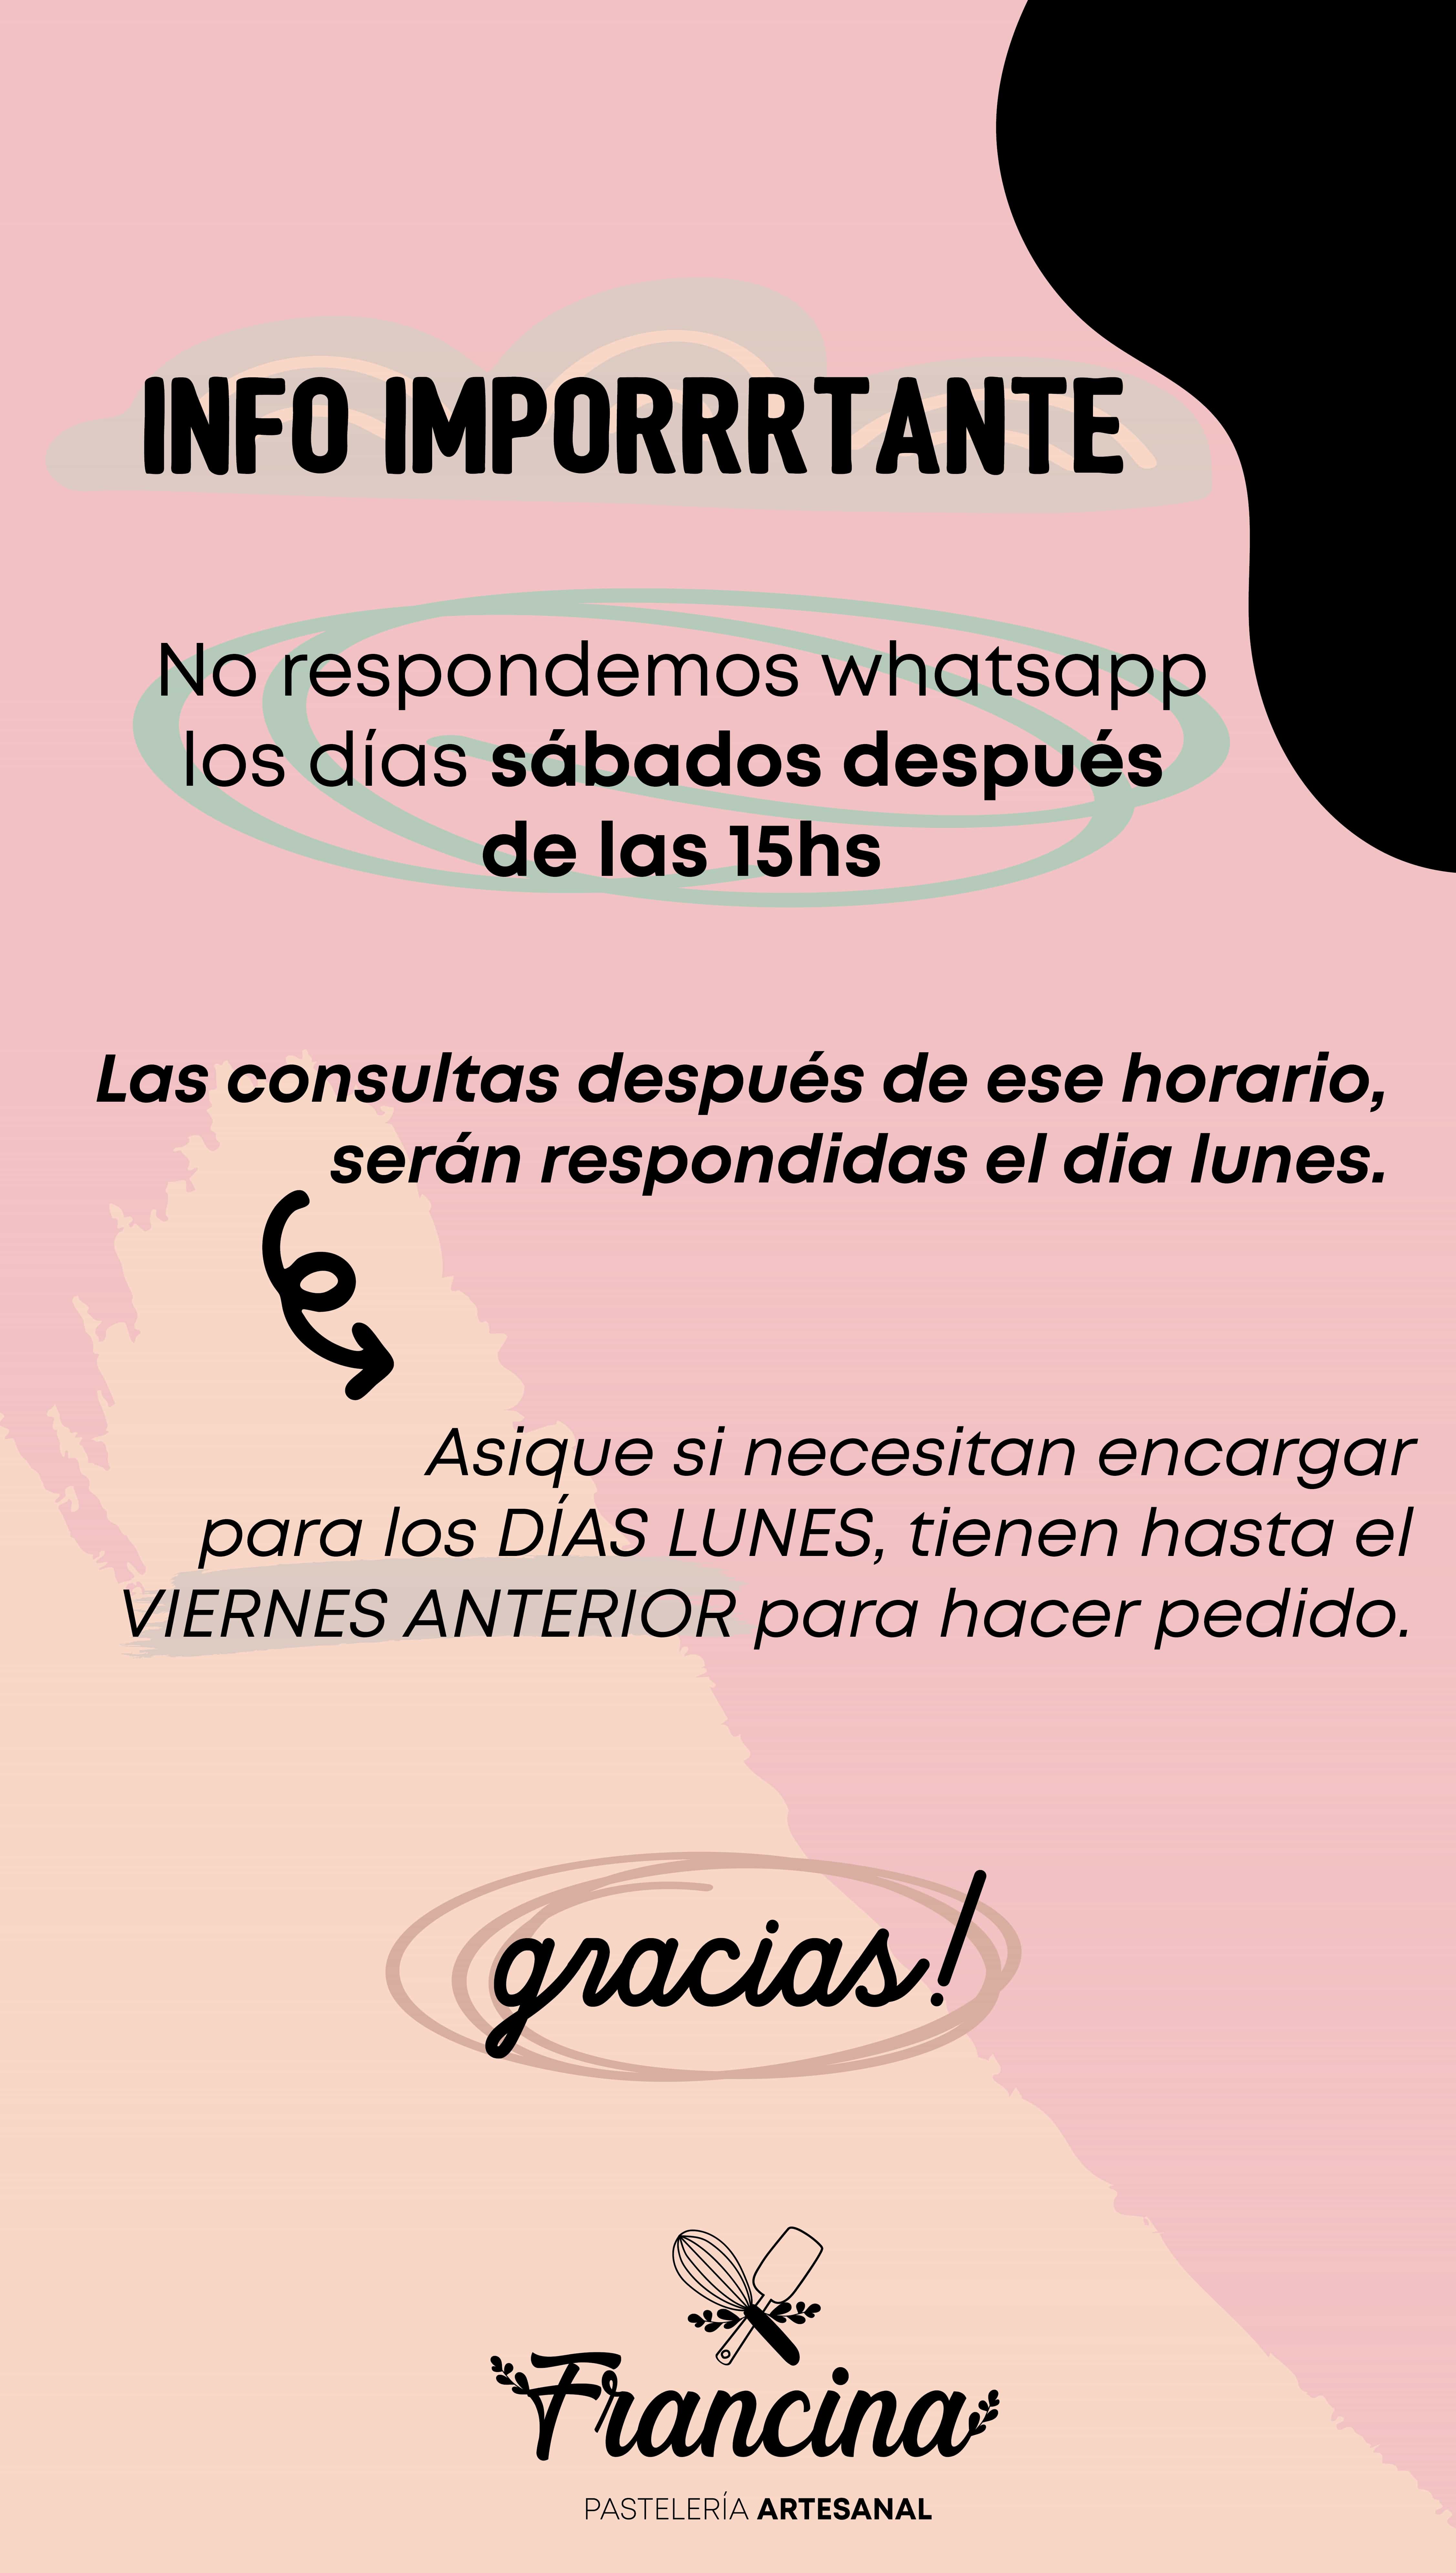 INFO IMPORRRTANTE
No respondemos whatsapp
los días sábados después
de las 15hs
Las consultas después de ese horario,
serán respondidas el dia lunes.
Asique si necesitan encargar
para los DÍAS LUNES, tienen hasta el
VIERNES ANTERIOR para hacer pedido.
gracias!
Francina
PASTELERÍA ARTESANAL